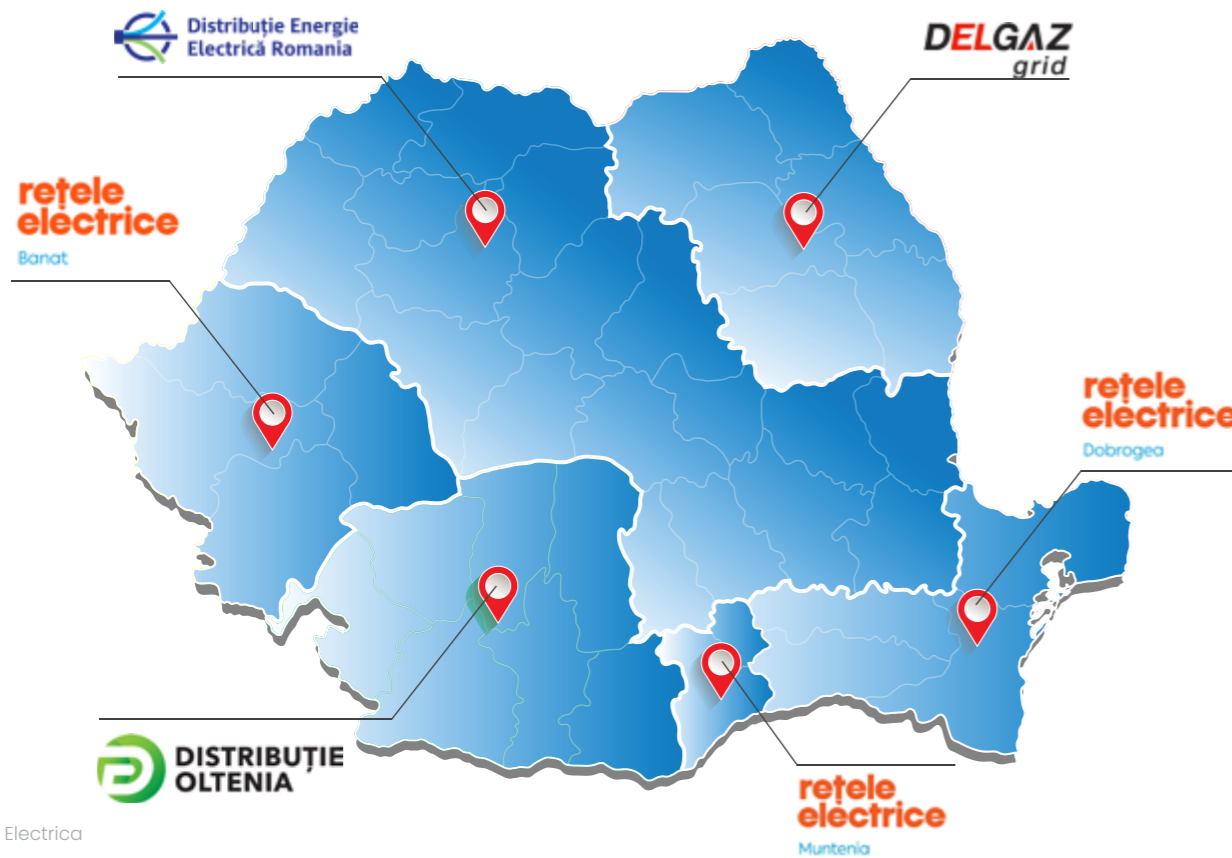 Distribuție Energie
Electrică Romania
DELGAZ
grid
rețele
electrice
Banat
rețele
electrice
Dobrogea
DISTRIBUȚIE
OLTENIA
rețele
electrice
Muntenia
Electrica